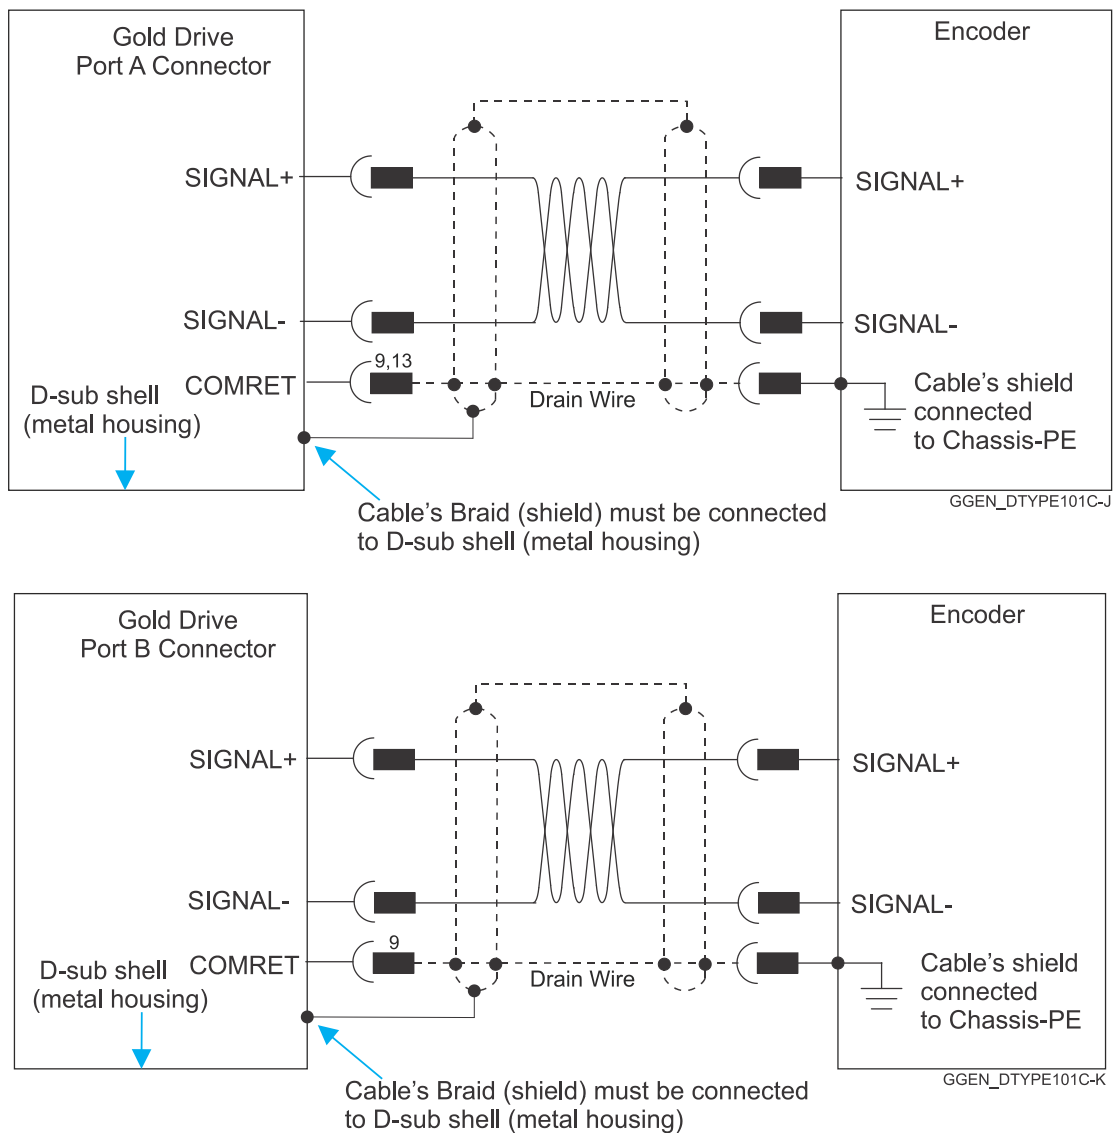 Gold Drive
Port A Connector
Encoder
SIGNAL+
SIGNAL+
SIGNAL-
SIGNAL-
9,13
COMRET
Drain Wire
D-sub shell
(metal housing)
Cable's shield
connected
to Chassis-PE
GGEN_DTYPE101C-J
Cable's Braid (shield) must be connected
to D-sub shell (metal housing)
Gold Drive
Port B Connector
Encoder
SIGNAL+
SIGNAL+
SIGNAL-
SIGNAL-
9
COMRET
Drain Wire
D-sub shell
(metal housing)
Cable's shield
connected
to Chassis-PE
GGEN_DTYPE101C-K
Cable's Braid (shield) must be connected
to D-sub shell (metal housing)